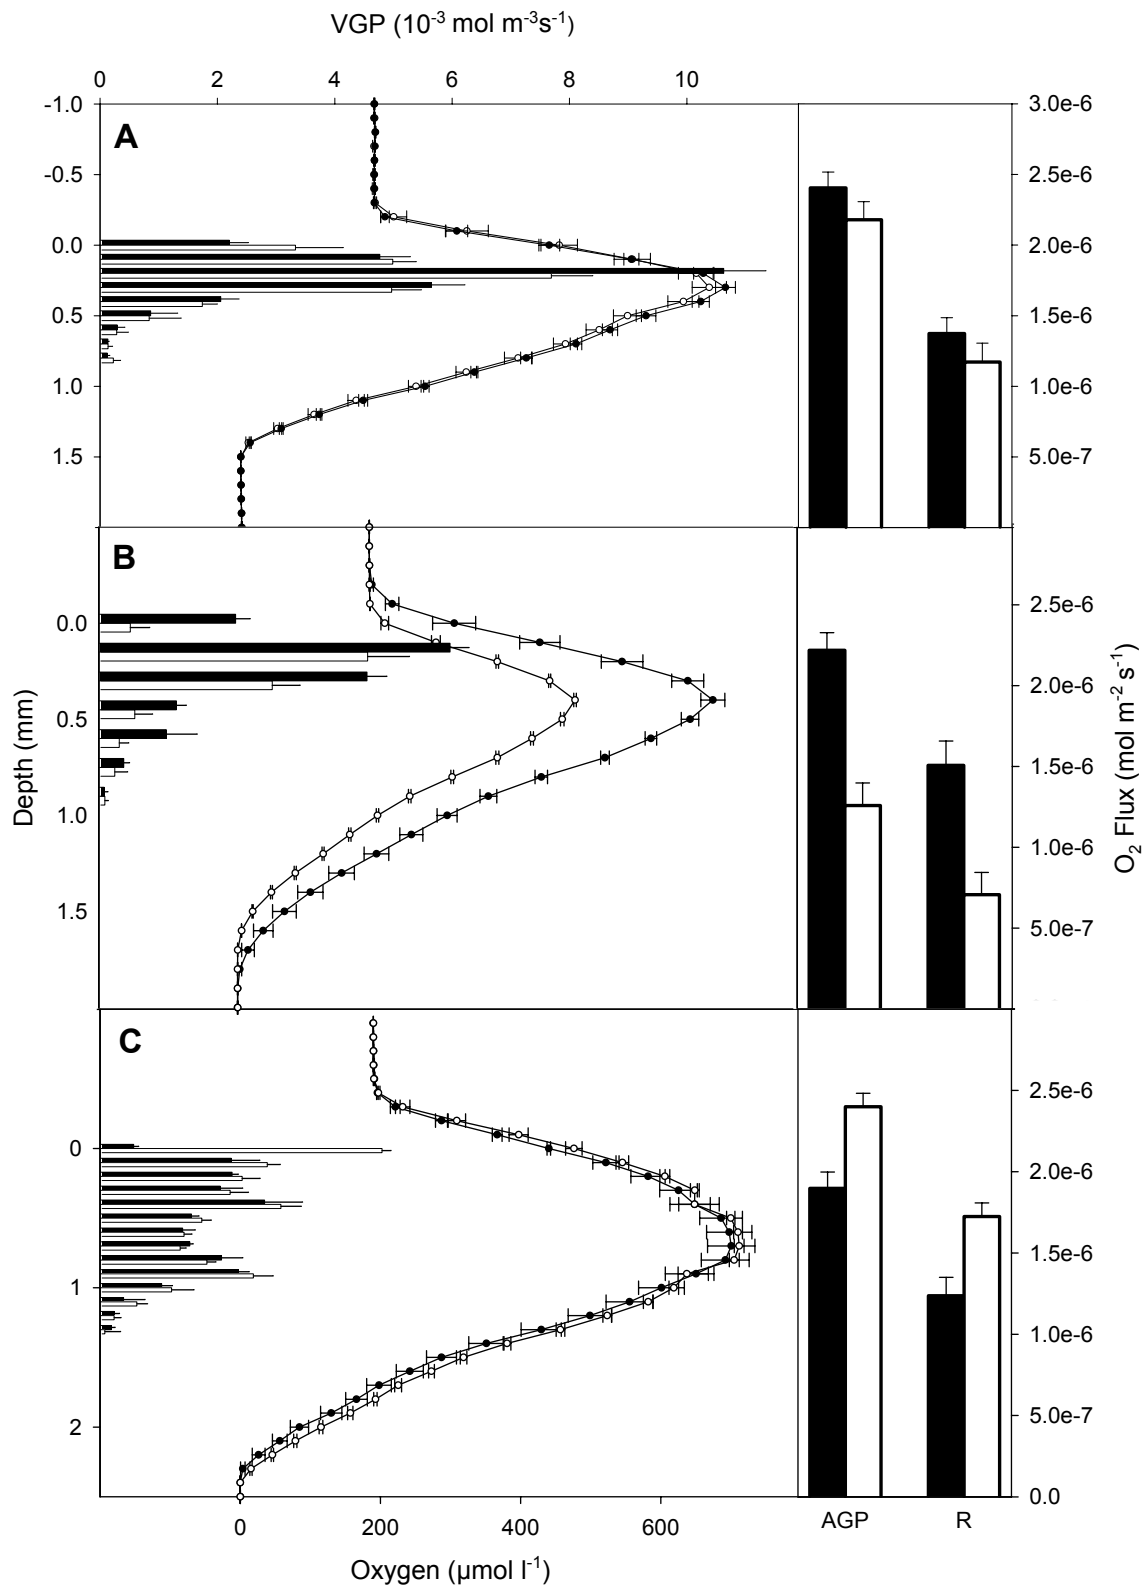 VGP (10⁻³ mol m⁻³s⁻¹)
0 2 4 6 8 10
A
-1.0
-0.5
0.0
0.5
1.0
1.5
3.0e-6
2.5e-6
2.0e-6
1.5e-6
1.0e-6
5.0e-7
B
0.0
0.5
1.0
1.5
Depth (mm)
2.5e-6
2.0e-6
1.5e-6
1.0e-6
5.0e-7
O₂ Flux (mol m⁻² s⁻¹)
C
0
1
2
2.5e-6
2.0e-6
1.5e-6
1.0e-6
5.0e-7
0.0
0 200 400 600
AGP R
Oxygen (µmol l⁻¹)